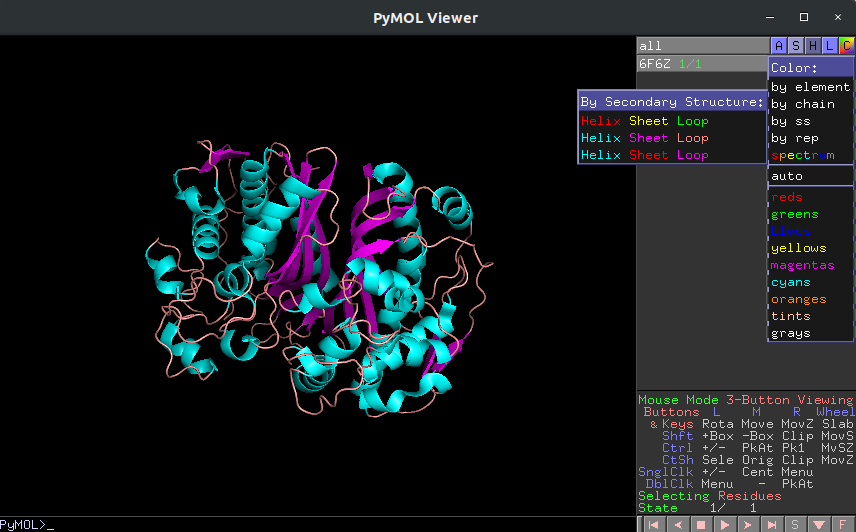 PyMOL Viewer
all A S H L C
6F6Z 1/1
Color:
by element
by chain
by ss
by rep
spectrum
auto
reds
greens
blues
yellows
magentas
cyans
oranges
tints
grays
By Secondary Structure:
Helix Sheet Loop
Helix Sheet Loop
Helix Sheet Loop
Mouse Mode 3-Button Viewing
Buttons L M R Wheel
& Keys Rota Move MovZ Slab
Shft +Box -Box Clip MovS
Ctrl +/- PkAt Pk1 MvSZ
CtSh Sele Orig Clip MovZ
SnglClk +/- Cent Menu
DblClk Menu - PkAt
Selecting Residues
State 1/ 1
S F
PyMOL>_